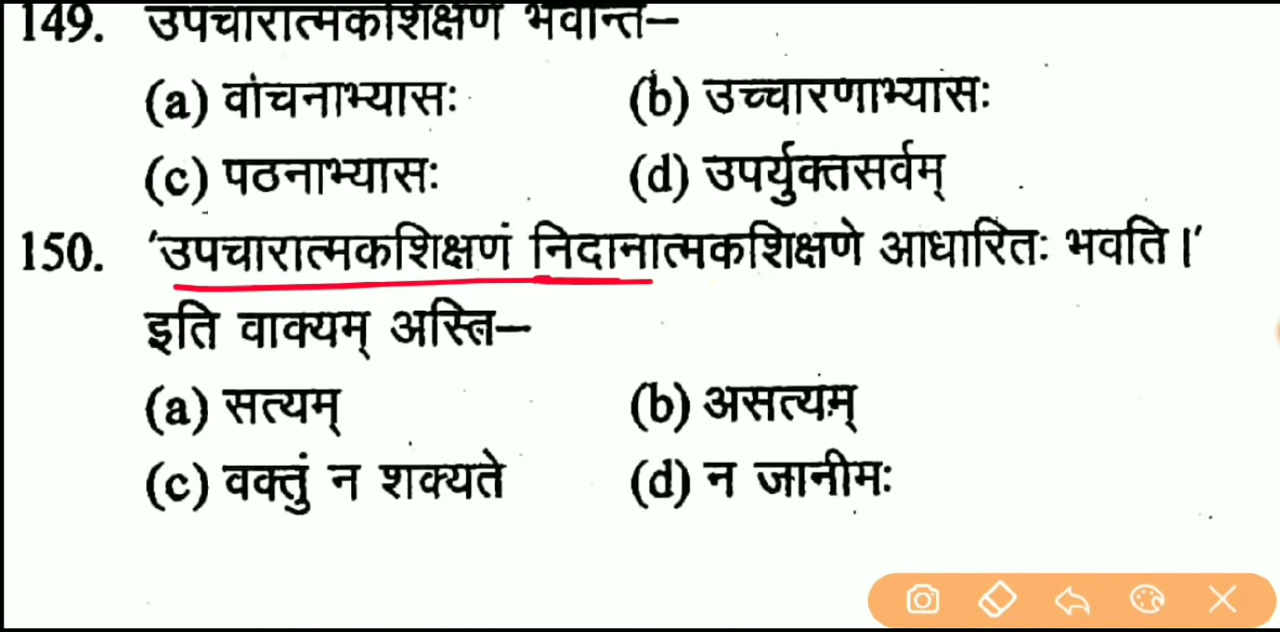 149. उपचारात्मकशिक्षणे भवन्ति–
(a) वांचनाभ्यासः (b) उच्चारणाभ्यासः
(c) पठनाभ्यासः (d) उपर्युक्तसर्वम्
150. 'उपचारात्मकशिक्षणं निदानात्मकशिक्षणे आधारितः भवति।'
इति वाक्यम् अस्ति–
(a) सत्यम् (b) असत्यम्
(c) वक्तुं न शक्यते (d) न जानीमः